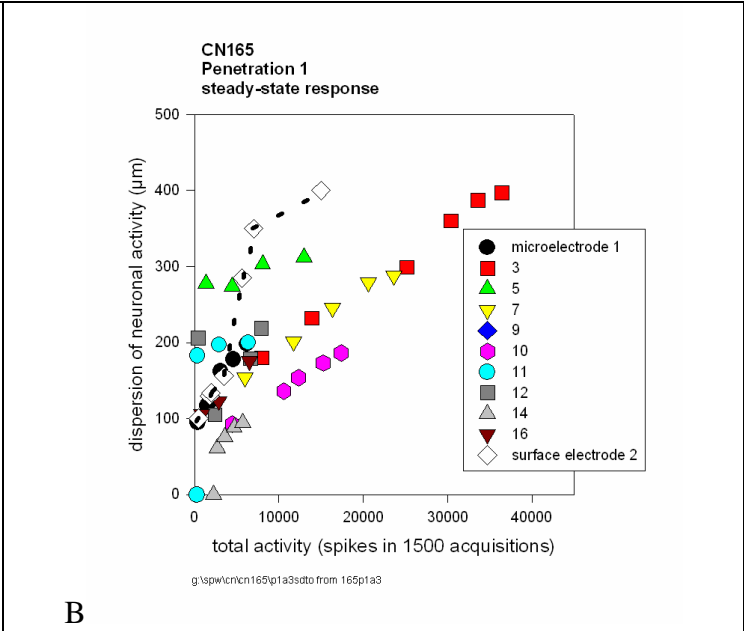 CN165
Penetration 1
steady-state response
500
400
300
200
100
0
dispersion of neuronal activity (µm)
microelectrode 1
3
5
7
9
10
11
12
14
16
surface electrode 2
0 10000 20000 30000 40000
total activity (spikes in 1500 acquisitions)
g:\spw\cn\cn165\p1a3sdto from 165p1a3
B